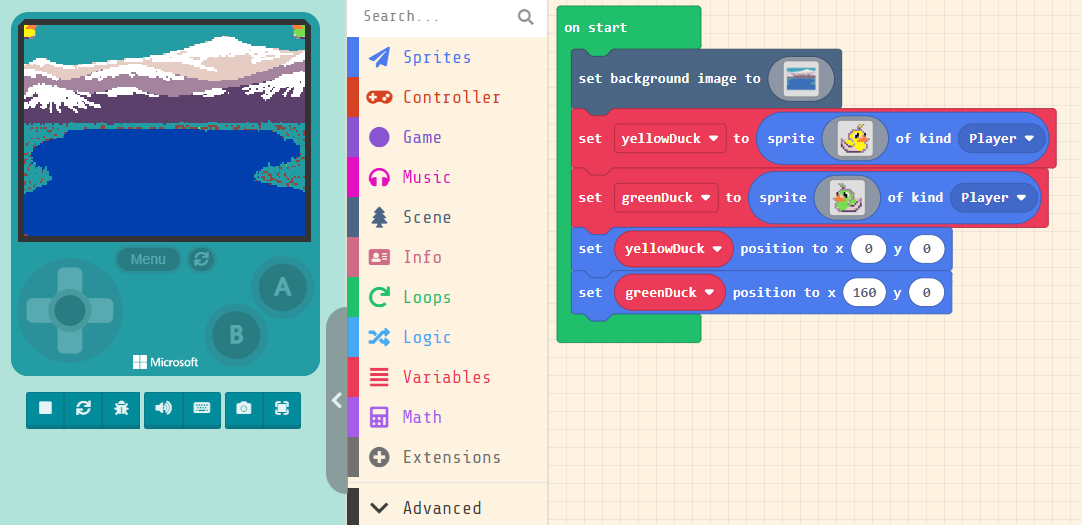 Menu
A
B
Microsoft
Search...
Sprites
Controller
Game
Music
Scene
Info
Loops
Logic
Variables
Math
Extensions
Advanced
on start
set background image to
set yellowDuck to sprite of kind Player
set greenDuck to sprite of kind Player
set yellowDuck position to x 0 y 0
set greenDuck position to x 160 y 0